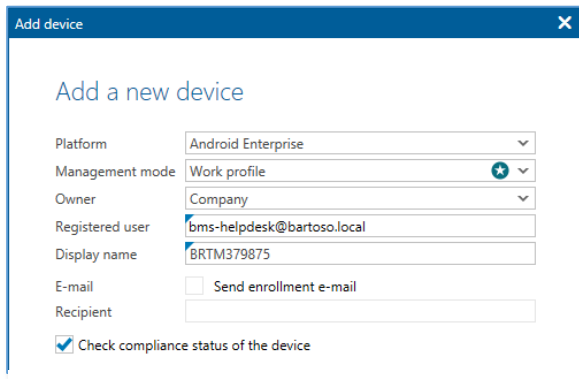 Add device
Add a new device
Platform Android Enterprise
Management mode Work profile
Owner Company
Registered user bms-helpdesk@bartoso.local
Display name BRTM379875
E-mail Send enrollment e-mail
Recipient
Check compliance status of the device